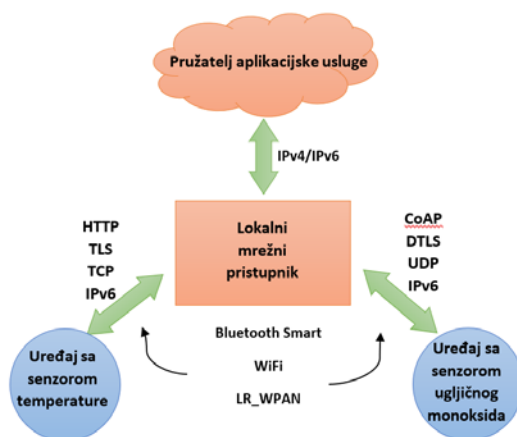 Pružatelj aplikacijske usluge
IPv4/IPv6
HTTP
TLS
TCP
IPv6
Lokalni
mrežni
pristupnik
CoAP
DTLS
UDP
IPv6
Bluetooth Smart
WiFi
LR_WPAN
Uređaj sa
senzorom
temperature
Uređaj sa
senzorom
ugljičnog
monoksida